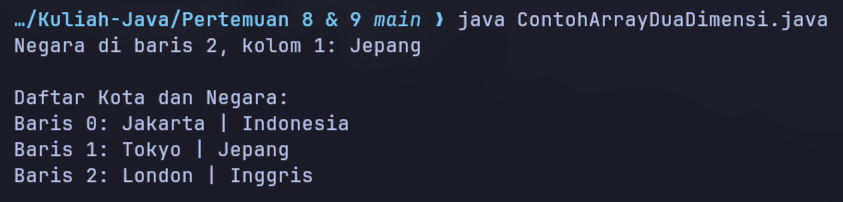 …/Kuliah-Java/Pertemuan 8 & 9 main ❱ java ContohArrayDuaDimensi.java
Negara di baris 2, kolom 1: Jepang
Daftar Kota dan Negara:
Baris 0: Jakarta | Indonesia
Baris 1: Tokyo | Jepang
Baris 2: London | Inggris